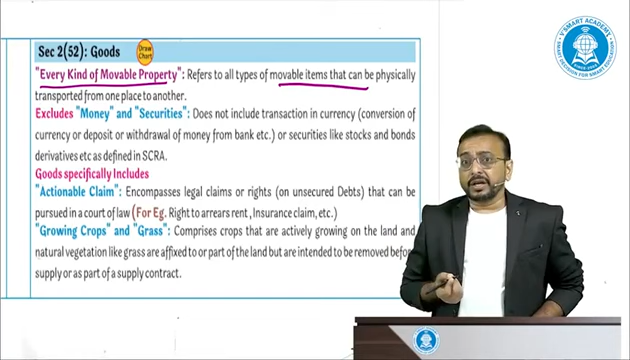 V'SMART ACADEMY
Sec 2(52): Goods
Draw
Chart
"Every Kind of Movable Property": Refers to all types of movable items that can be physically
transported from one place to another.
Excludes "Money" and "Securities": Does not include transaction in currency (conversion of
currency or deposit or withdrawal of money from bank etc.) or securities like stocks and bonds
derivatives etc as defined in SCRA.
Goods specifically Includes
"Actionable Claim": Encompasses legal claims or rights (on unsecured Debts) that can be
pursued in a court of law (For Eg. Right to arrears rent, Insurance claim, etc.)
"Growing Crops" and "Grass": Comprises crops that are actively growing on the land and
natural vegetation like grass are affixed to or part of the land but are intended to be removed before
supply or as part of a supply contract.